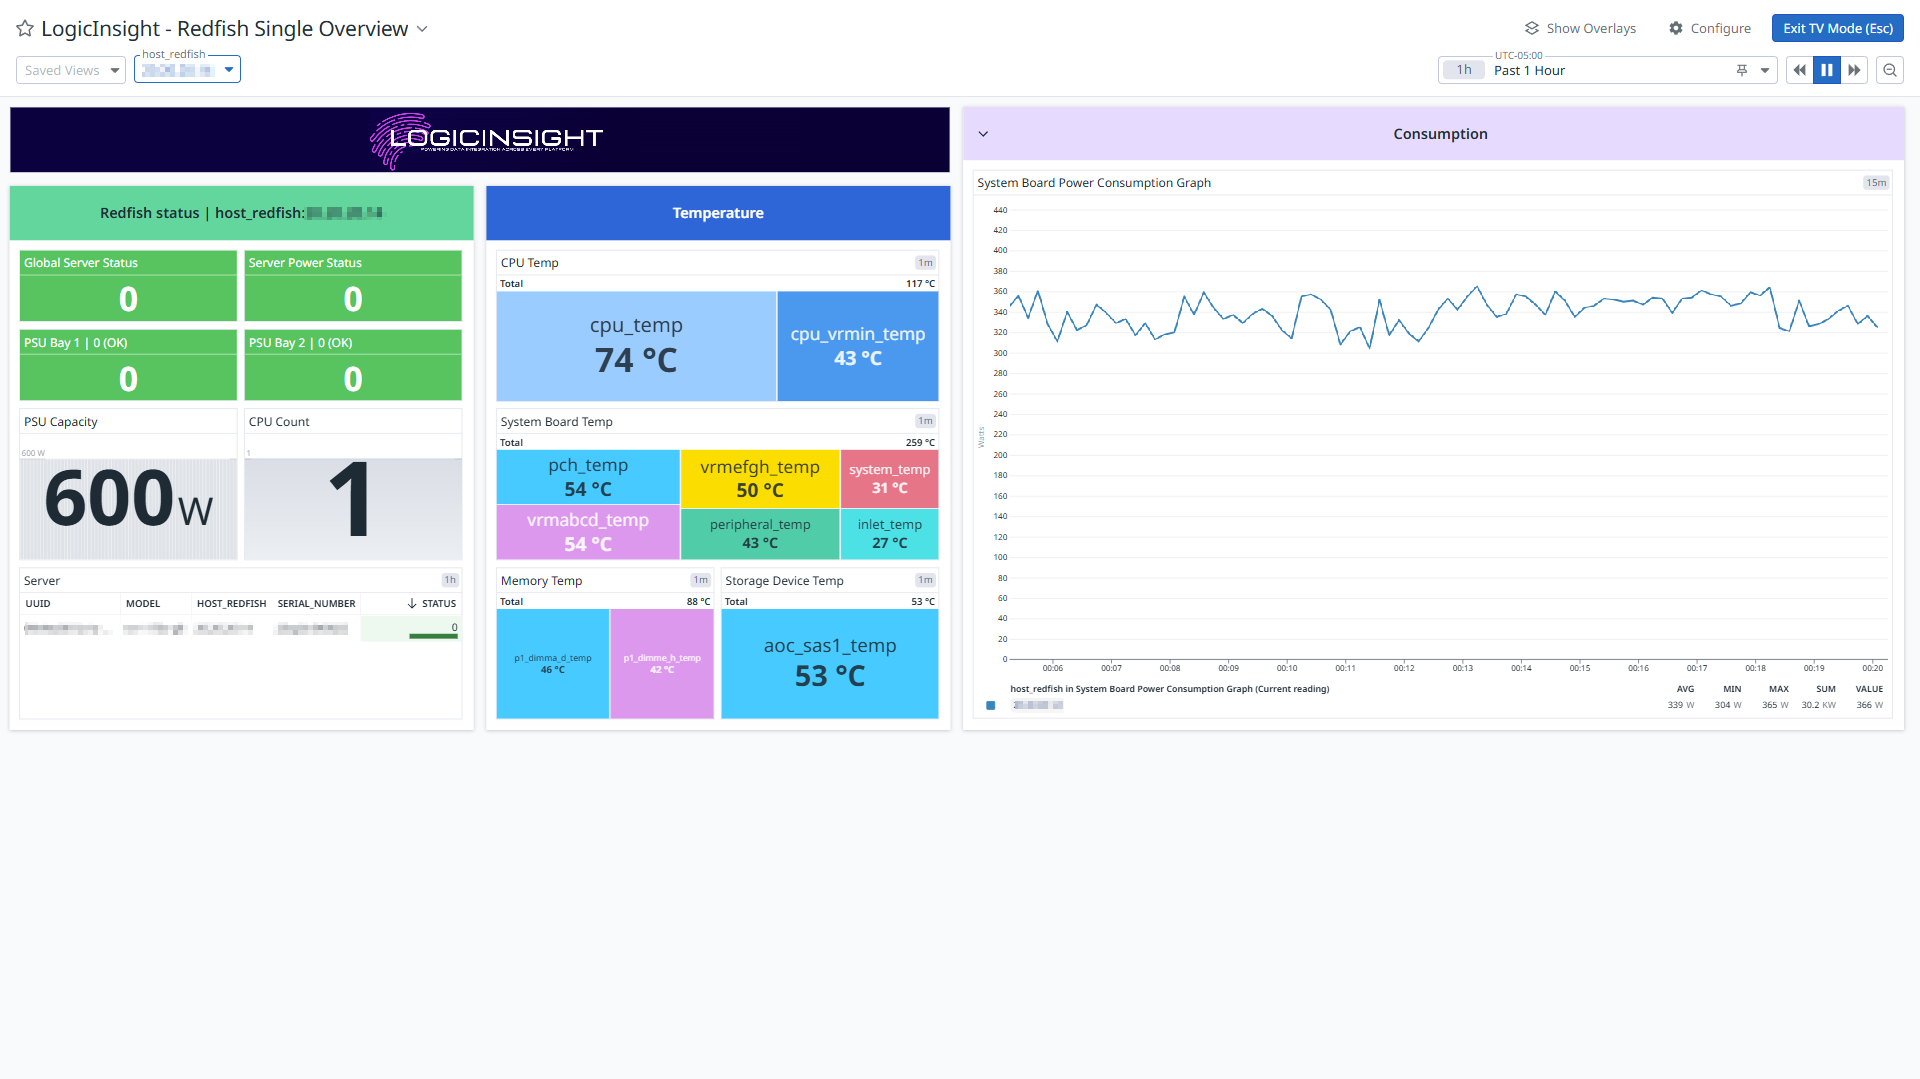 LogicInsight - Redfish Single Overview
Show Overlays
Configure
Exit TV Mode (Esc)
Saved Views
host_redfish
UTC-05:00
1h
Past 1 Hour
LOGICINSIGHT
POWERING DATA INTEGRATION ACROSS EVERY PLATFORM
Redfish status | host_redfish:
Global Server Status
0
Server Power Status
0
PSU Bay 1 | 0 (OK)
0
PSU Bay 2 | 0 (OK)
0
PSU Capacity
600 W
600 W
CPU Count
1
1
Server 1h
UUID MODEL HOST_REDFISH SERIAL_NUMBER STATUS
0
Temperature
CPU Temp 1m
Total 117 °C
cpu_temp
74 °C
cpu_vrmin_temp
43 °C
System Board Temp 1m
Total 259 °C
pch_temp
54 °C
vrmefgh_temp
50 °C
system_temp
31 °C
vrmabcd_temp
54 °C
peripheral_temp
43 °C
inlet_temp
27 °C
Memory Temp 1m
Total 88 °C
p1_dimma_d_temp
46 °C
p1_dimme_h_temp
42 °C
Storage Device Temp 1m
Total 53 °C
aoc_sas1_temp
53 °C
Consumption
System Board Power Consumption Graph 15m
440
420
400
380
360
340
320
300
280
260
240
220
200
180
160
140
120
100
80
60
40
20
0
Watts
00:06 00:07 00:08 00:09 00:10 00:11 00:12 00:13 00:14 00:15 00:16 00:17 00:18 00:19 00:20
host_redfish in System Board Power Consumption Graph (Current reading) AVG MIN MAX SUM VALUE
339 W 304 W 365 W 30.2 KW 366 W